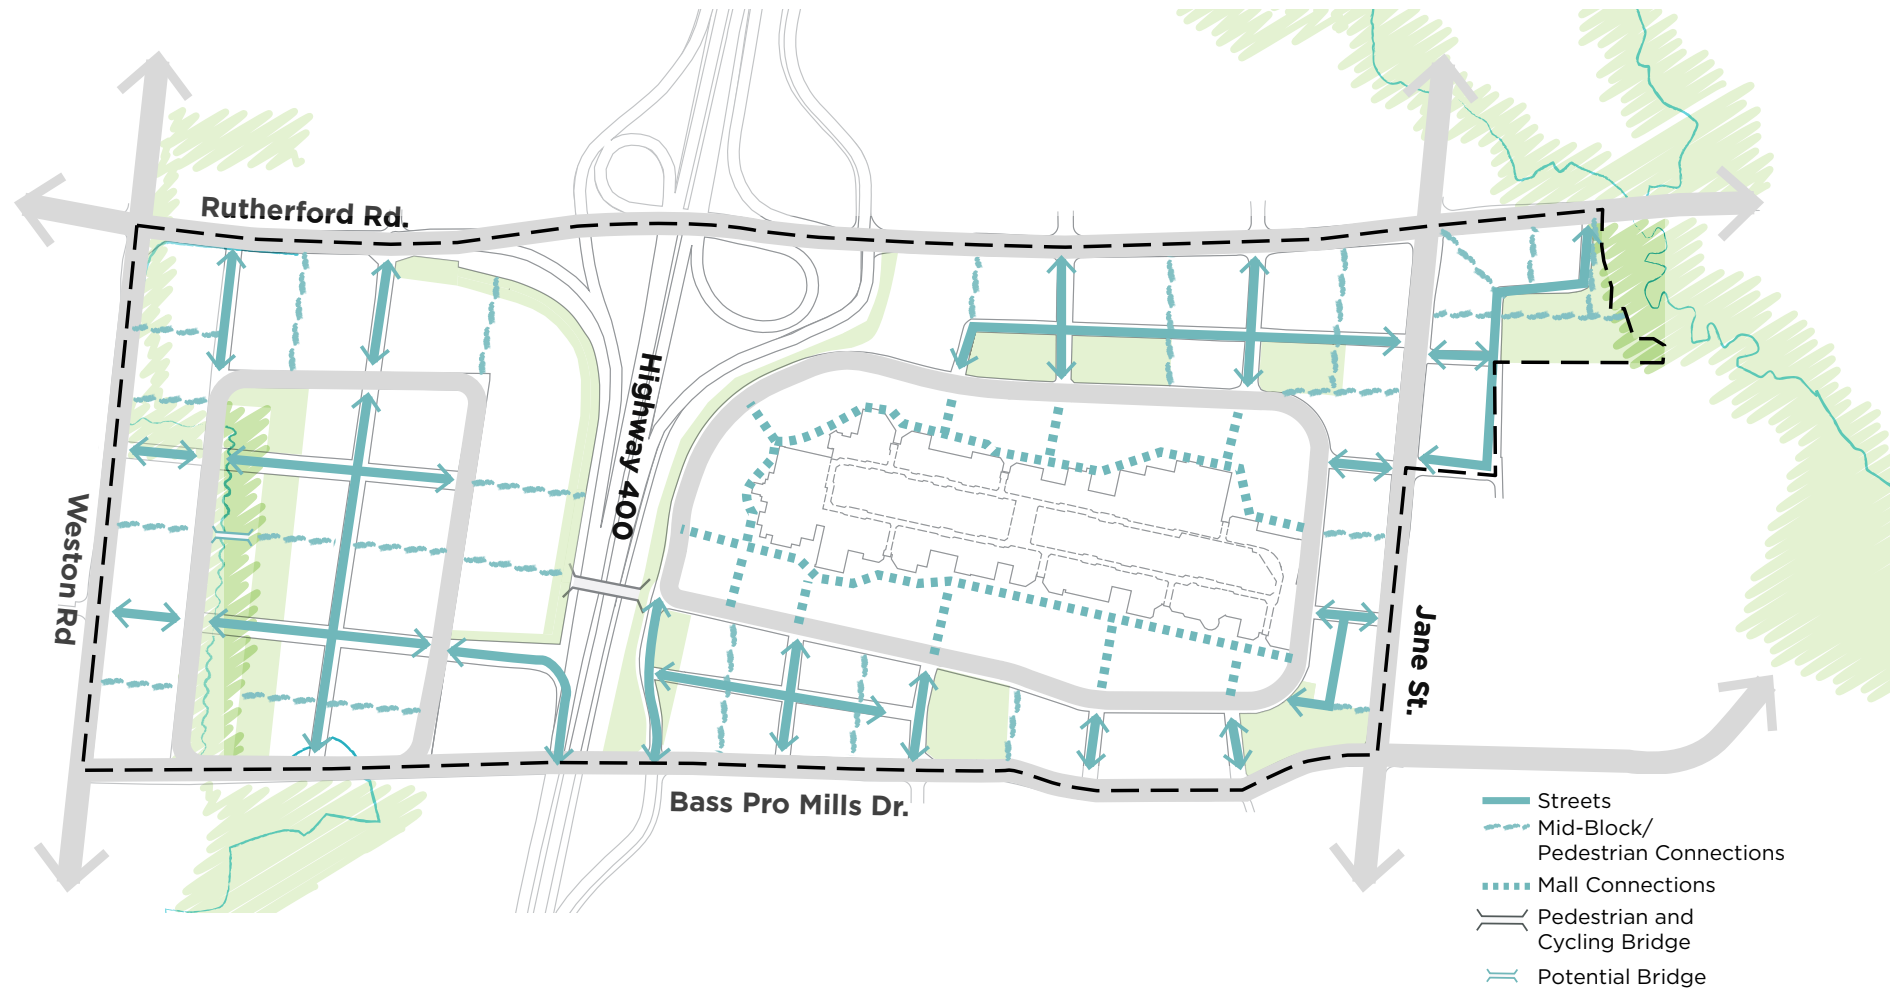 Rutherford Rd.
Highway 400
Weston Rd
Jane St.
Bass Pro Mills Dr.
Streets
Mid-Block/
Pedestrian Connections
Mall Connections
Pedestrian and
Cycling Bridge
Potential Bridge